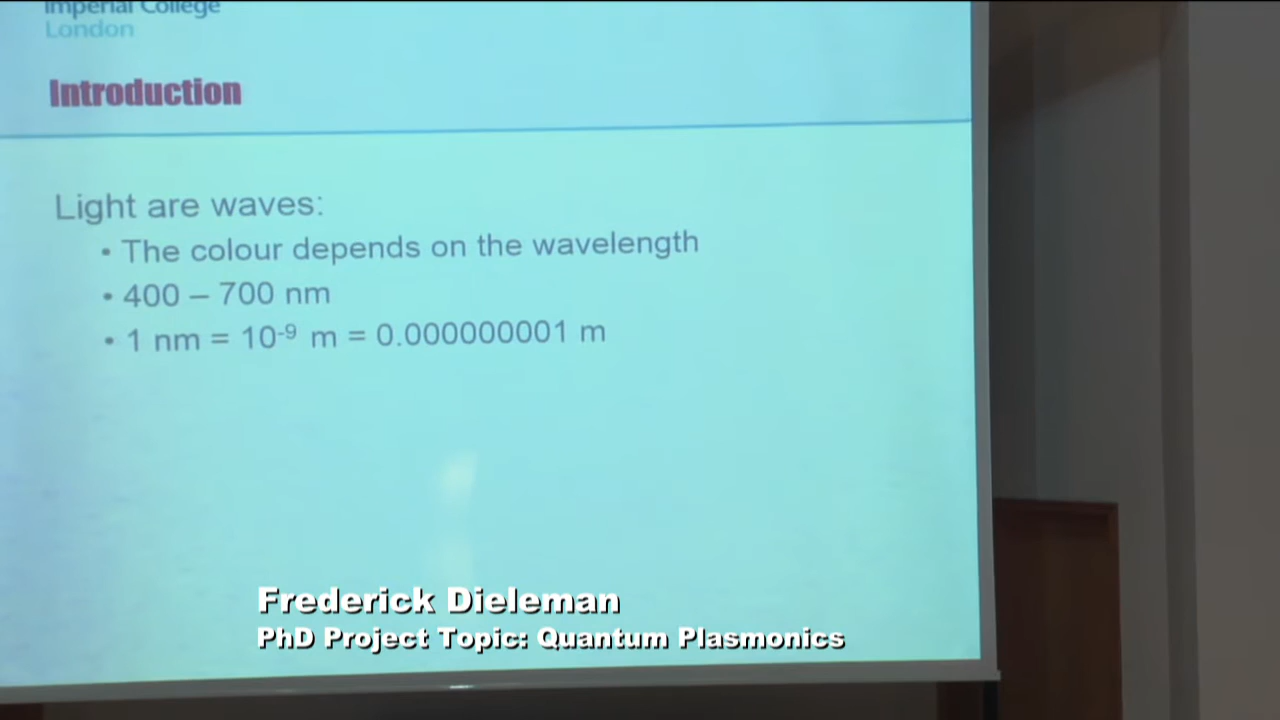 Imperial College
London
Introduction
Light are waves:
• The colour depends on the wavelength
• 400 – 700 nm
• 1 nm = 10⁻⁹ m = 0.000000001 m
Frederick Dieleman
PhD Project Topic: Quantum Plasmonics